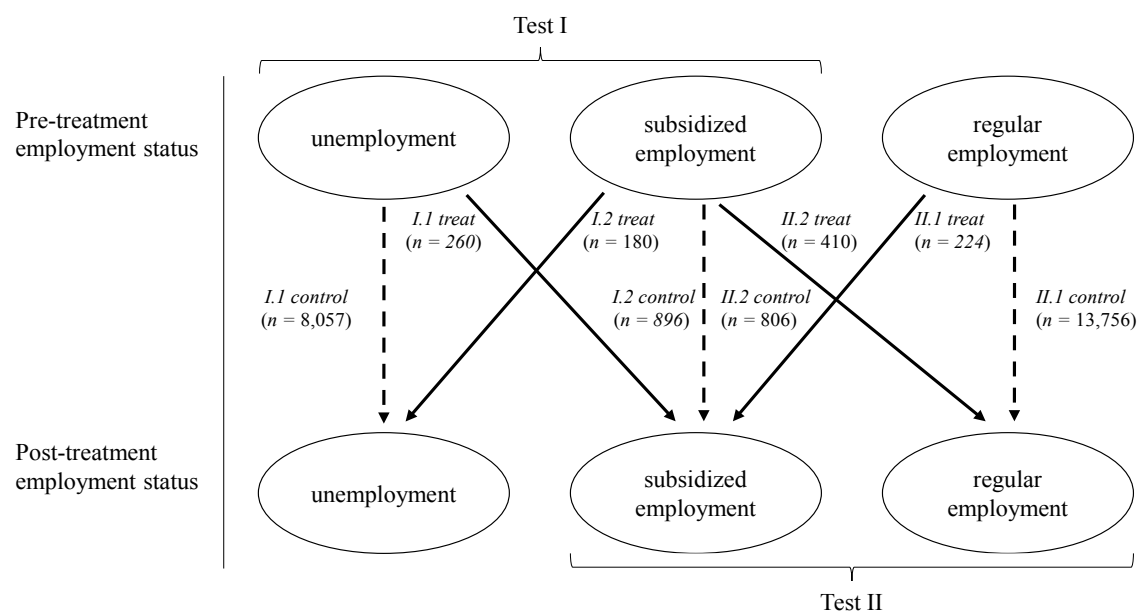 Test I
Pre-treatment
employment status
unemployment
subsidized
employment
regular
employment
I.1 treat
(n = 260)
I.2 treat
(n = 180)
II.2 treat
(n = 410)
II.1 treat
(n = 224)
I.1 control
(n = 8,057)
I.2 control
(n = 896)
II.2 control
(n = 806)
II.1 control
(n = 13,756)
Post-treatment
employment status
unemployment
subsidized
employment
regular
employment
Test II